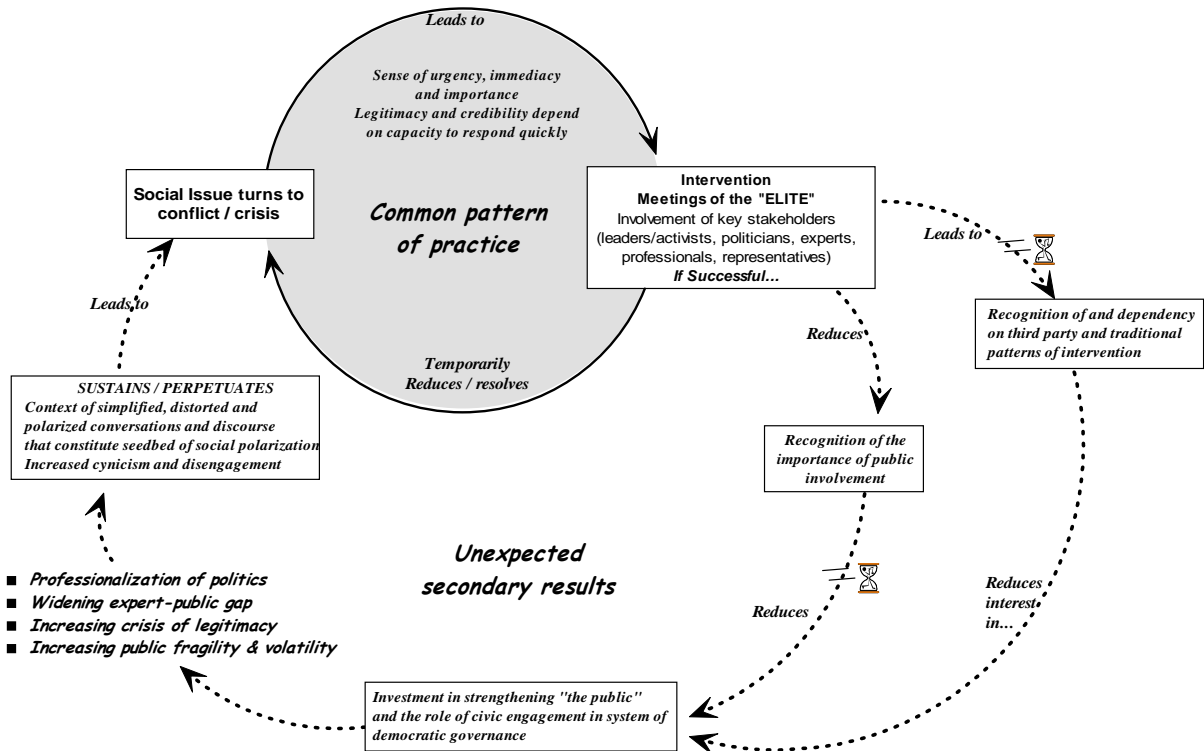 Leads to
Sense of urgency, immediacy
and importance
Legitimacy and credibility depend
on capacity to respond quickly
Social Issue turns to
conflict / crisis
Common pattern
of practice
Intervention
Meetings of the "ELITE"
Involvement of key stakeholders
(leaders/activists, politicians, experts,
professionals, representatives)
If Successful...
Leads to
Recognition of and dependency
on third party and traditional
patterns of intervention
Leads to
Reduces
Temporarily
Reduces / resolves
SUSTAINS / PERPETUATES
Context of simplified, distorted and
polarized conversations and discourse
that constitute seedbed of social polarization
Increased cynicism and disengagement
Recognition of the
importance of public
involvement
Unexpected
secondary results
■ Professionalization of politics
■ Widening expert-public gap
■ Increasing crisis of legitimacy
■ Increasing public fragility & volatility
Reduces
Reduces
interest
in...
Investment in strengthening "the public"
and the role of civic engagement in system of
democratic governance